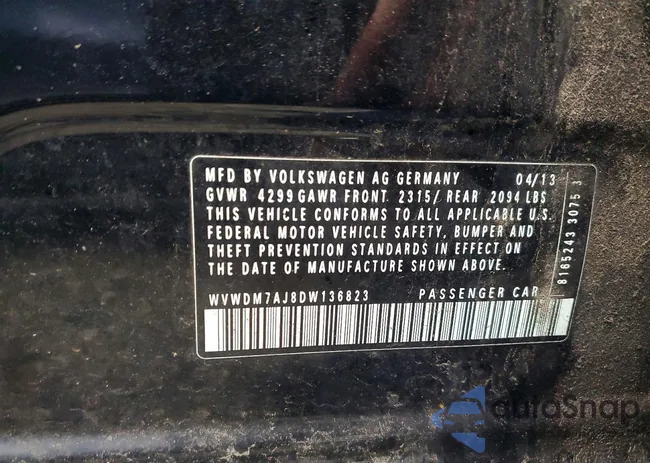 MFD BY VOLKSWAGEN AG GERMANY 04/13
GVWR 4299 GAWR FRONT 2315/ REAR 2094 LBS
THIS VEHICLE CONFORMS TO ALL APPLICABLE U.S.
FEDERAL MOTOR VEHICLE SAFETY, BUMPER AND
THEFT PREVENTION STANDARDS IN EFFECT ON
THE DATE OF MANUFACTURE SHOWN ABOVE.
WVWDM7AJ8DW136823 PASSENGER CAR
8165243 3075 3
autoSnap